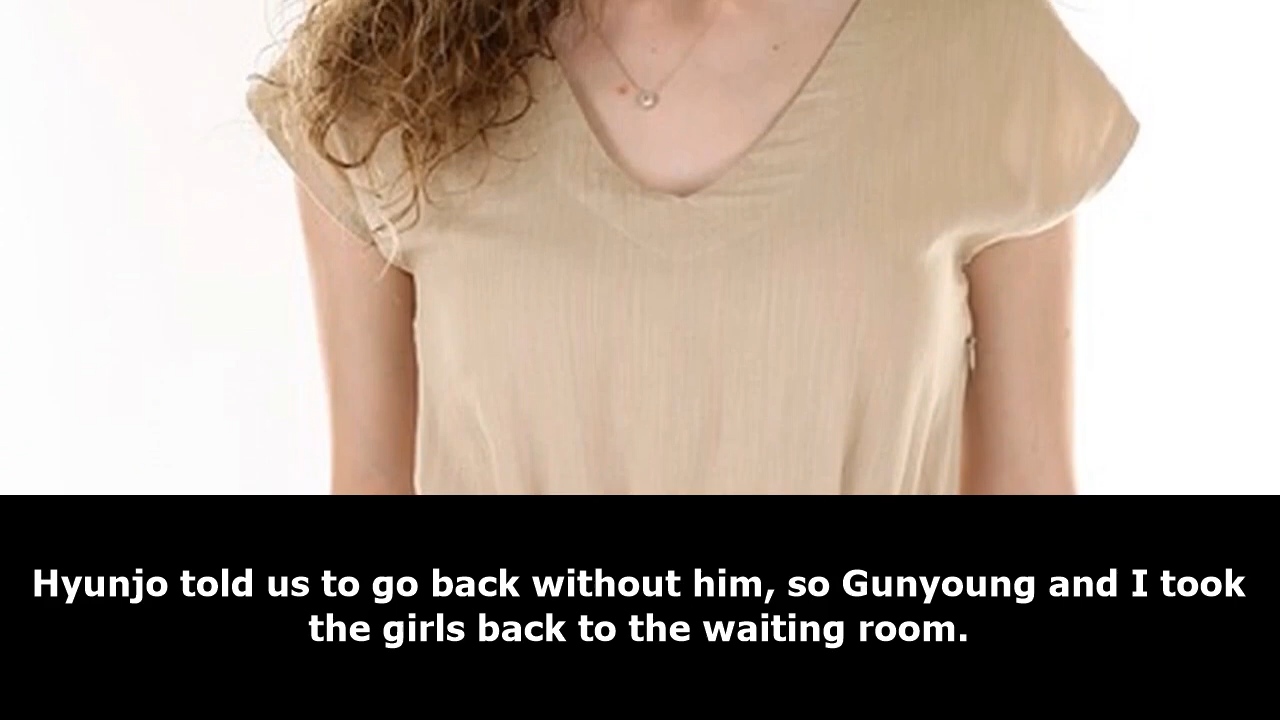 Hyunjo told us to go back without him, so Gunyoung and I took
the girls back to the waiting room.